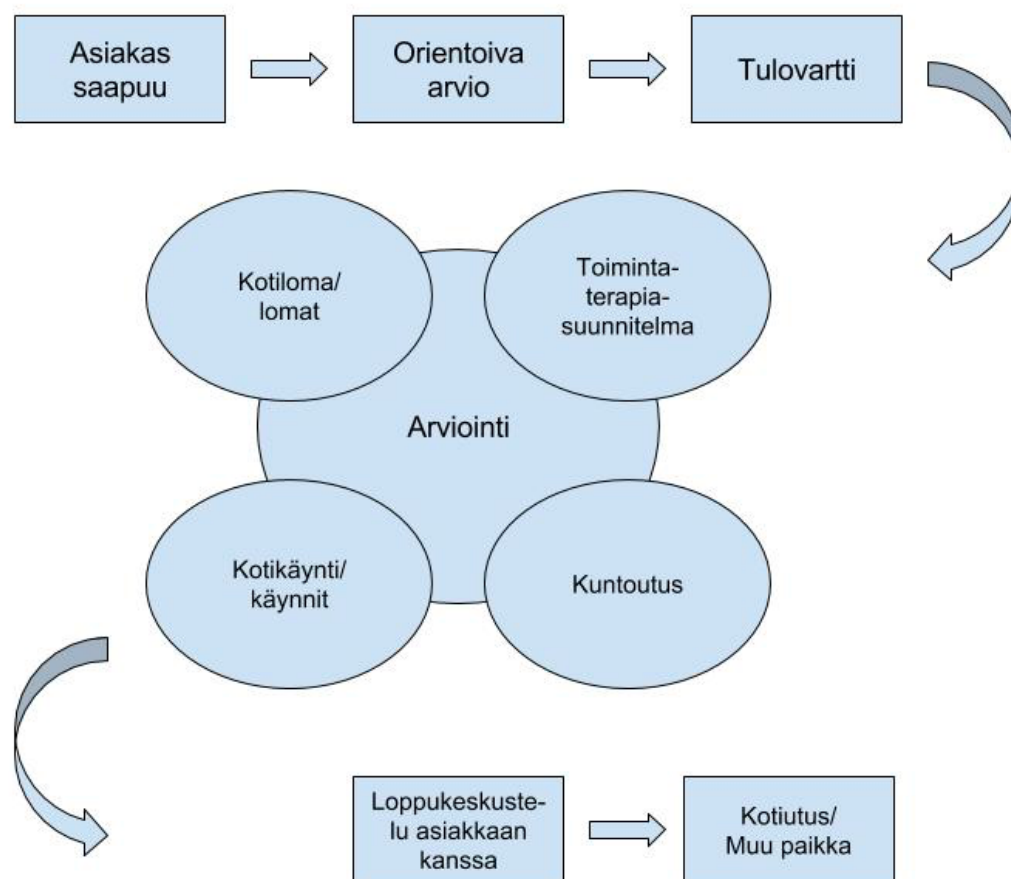 Asiakas
saapuu
Orientoiva
arvio
Tulovartti
Kotiloma/
lomat
Toiminta-
terapia-
suunnitelma
Arviointi
Kotikäynti/
käynnit
Kuntoutus
Loppukeskuste-
lu asiakkaan
kanssa
Kotiutus/
Muu paikka